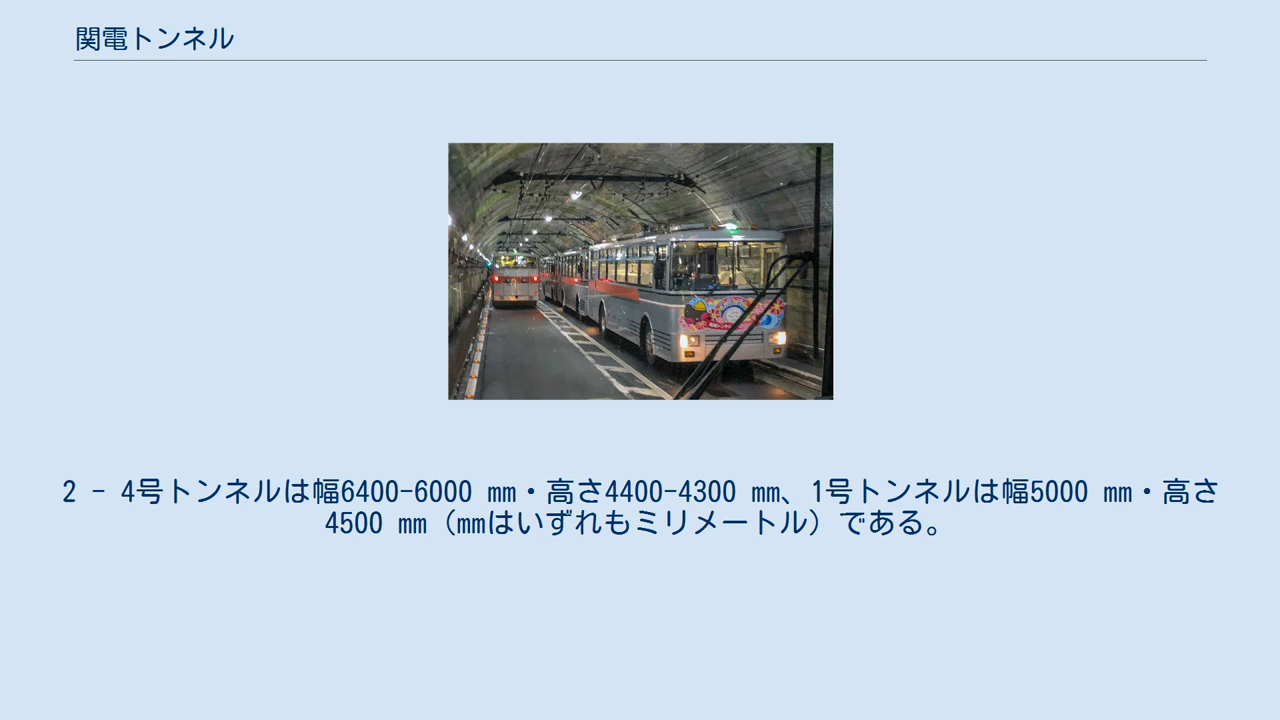 関電トンネル
2 - 4号トンネルは幅6400-6000 mm・高さ4400-4300 mm、1号トンネルは幅5000 mm・高さ
4500 mm（mmはいずれもミリメートル）である。